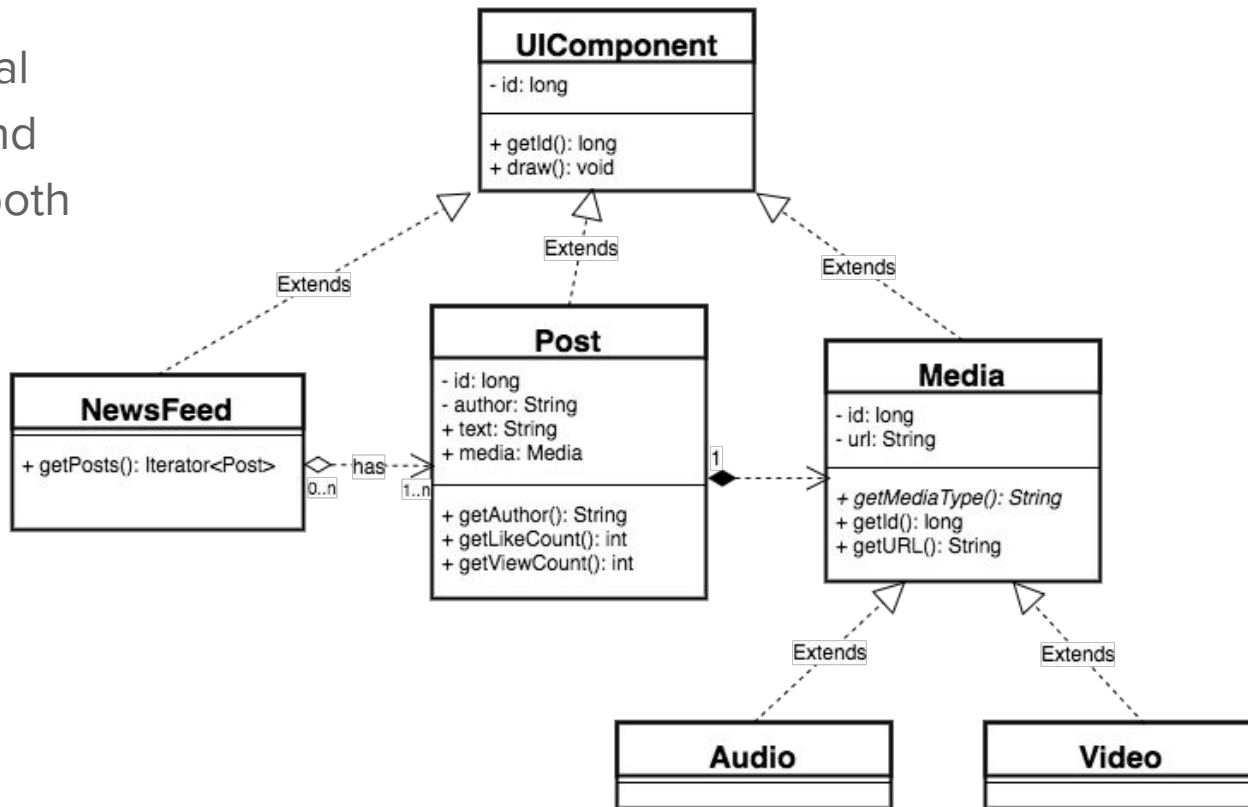 al
nd
both
UIComponent
- id: long
+ getId(): long
+ draw(): void
Extends
Extends
Extends
Post
- id: long
- author: String
+ text: String
+ media: Media
+ getAuthor(): String
+ getLikeCount(): int
+ getViewCount(): int
NewsFeed
+ getPosts(): Iterator<Post>
has
0..n
1..n
1
Media
- id: long
- url: String
+ getMediaType(): String
+ getId(): long
+ getURL(): String
Extends
Extends
Audio
Video